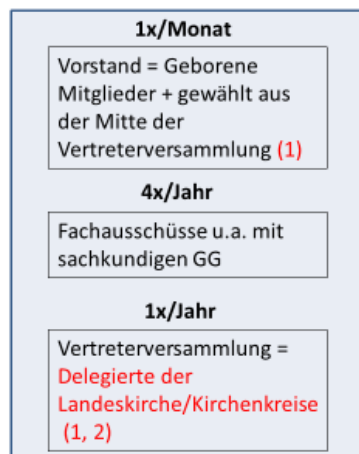 1x/Monat
Vorstand = Geborene
Mitglieder + gewählt aus
der Mitte der
Vertreterversammlung (1)
4x/Jahr
Fachausschüsse u.a. mit
sachkundigen GG
1x/Jahr
Vertreterversammlung =
Delegierte der
Landeskirche/Kirchenkreise
(1, 2)